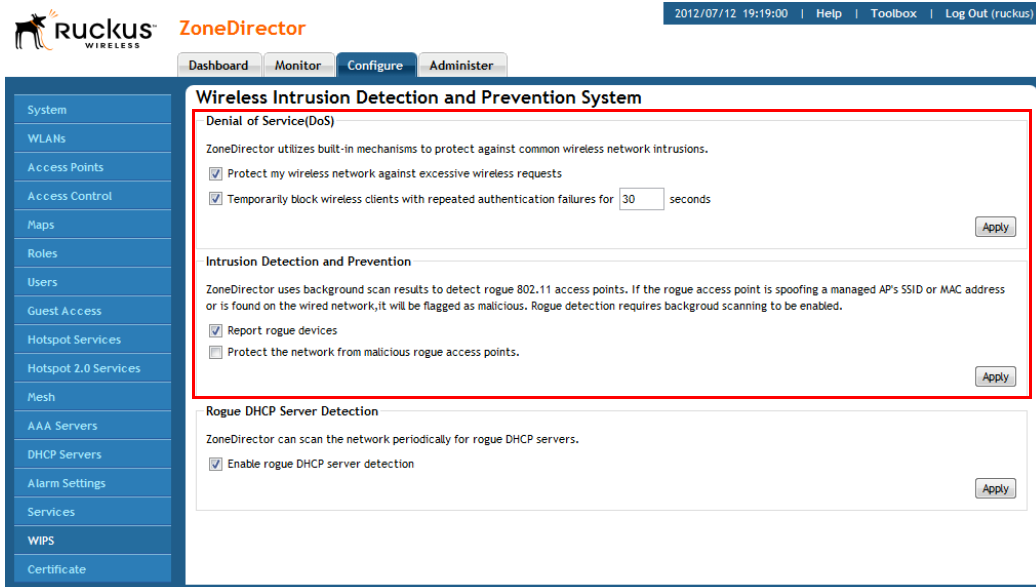 2012/07/12 19:19:00 | Help | Toolbox | Log Out (ruckus)
RUCKUS
WIRELESS
ZoneDirector
Dashboard Monitor Configure Administer
System
WLANs
Access Points
Access Control
Maps
Roles
Users
Guest Access
Hotspot Services
Hotspot 2.0 Services
Mesh
AAA Servers
DHCP Servers
Alarm Settings
Services
WIPS
Certificate
Wireless Intrusion Detection and Prevention System
Denial of Service(DoS)
ZoneDirector utilizes built-in mechanisms to protect against common wireless network intrusions.
Protect my wireless network against excessive wireless requests
Temporarily block wireless clients with repeated authentication failures for 30 seconds
Apply
Intrusion Detection and Prevention
ZoneDirector uses background scan results to detect rogue 802.11 access points. If the rogue access point is spoofing a managed AP's SSID or MAC address
or is found on the wired network,it will be flagged as malicious. Rogue detection requires backgroud scanning to be enabled.
Report rogue devices
Protect the network from malicious rogue access points.
Apply
Rogue DHCP Server Detection
ZoneDirector can scan the network periodically for rogue DHCP servers.
Enable rogue DHCP server detection
Apply